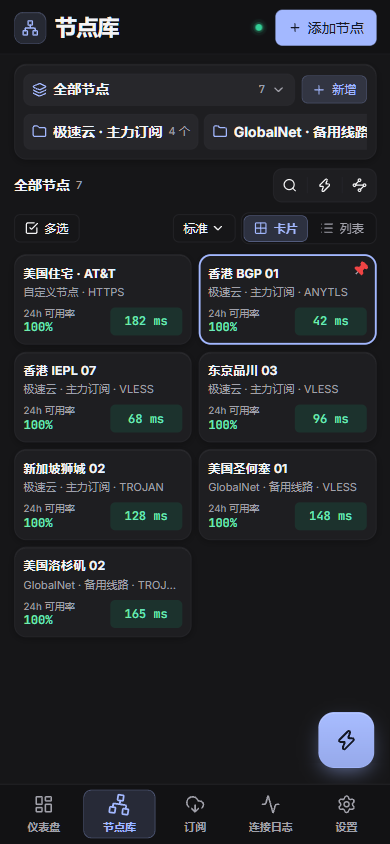 节点库
添加节点
全部节点 7
新增
极速云 · 主力订阅 4 个
GlobalNet · 备用线路
全部节点 7
多选
标准
卡片
列表
美国住宅 · AT&T
自定义节点 · HTTPS
24h 可用率
100%
182 ms
香港 BGP 01
极速云 · 主力订阅 · ANYTLS
24h 可用率
100%
42 ms
香港 IEPL 07
极速云 · 主力订阅 · VLESS
24h 可用率
100%
68 ms
东京品川 03
极速云 · 主力订阅 · VLESS
24h 可用率
100%
96 ms
新加坡狮城 02
极速云 · 主力订阅 · TROJAN
24h 可用率
100%
128 ms
美国圣何塞 01
GlobalNet · 备用线路 · VLESS
24h 可用率
100%
148 ms
美国洛杉矶 02
GlobalNet · 备用线路 · TROJ...
24h 可用率
100%
165 ms
仪表盘
节点库
订阅
连接日志
设置